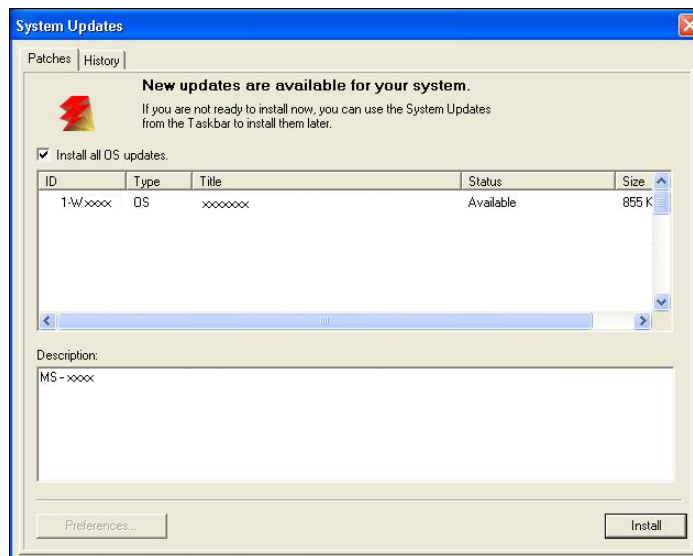 System Updates
Patches
History
New updates are available for your system.
If you are not ready to install now, you can use the System Updates
from the Taskbar to install them later.
Install all OS updates.
ID Type Title Status Size
1-Wxxxx OS xxxxxxx Available 855 K
Description:
MS-xxxx
Preferences...
Install